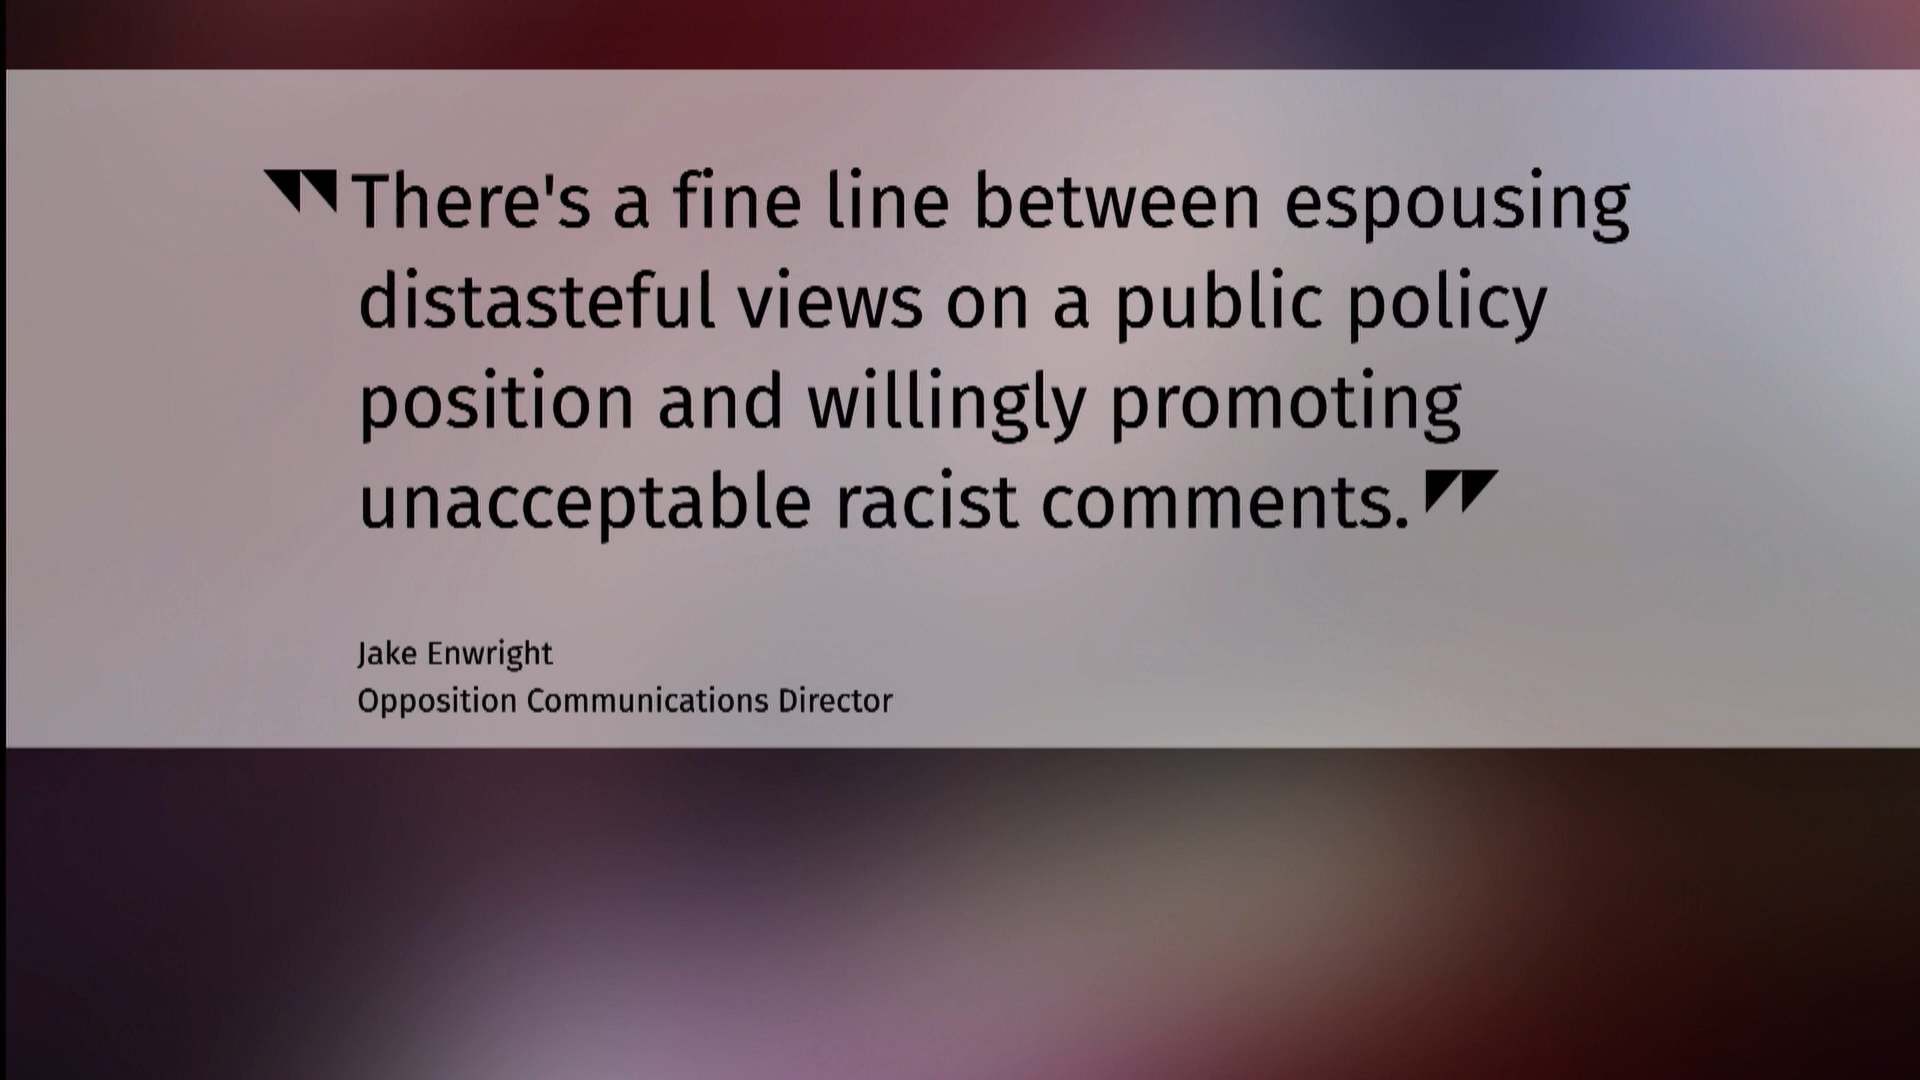 "There's a fine line between espousing
distasteful views on a public policy
position and willingly promoting
unacceptable racist comments."
Jake Enwright
Opposition Communications Director